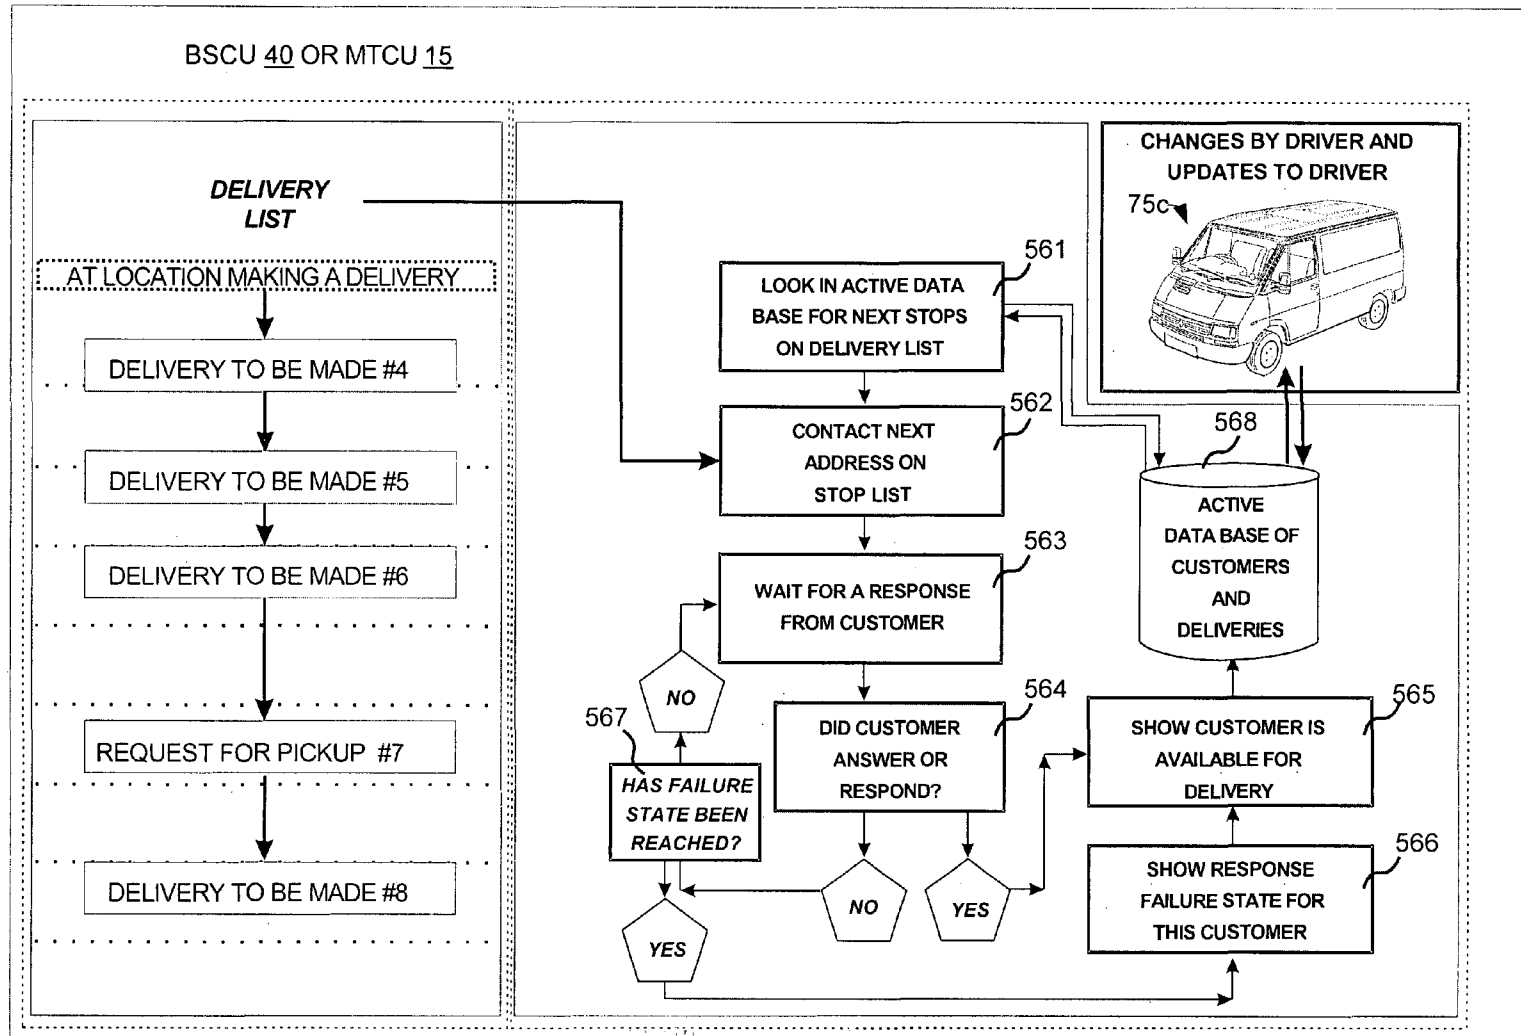 BSCU 40 OR MTCU 15
DELIVERY
LIST
AT LOCATION MAKING A DELIVERY
DELIVERY TO BE MADE #4
DELIVERY TO BE MADE #5
DELIVERY TO BE MADE #6
REQUEST FOR PICKUP #7
DELIVERY TO BE MADE #8
561
LOOK IN ACTIVE DATA
BASE FOR NEXT STOPS
ON DELIVERY LIST
562
CONTACT NEXT
ADDRESS ON
STOP LIST
563
WAIT FOR A RESPONSE
FROM CUSTOMER
NO
564
DID CUSTOMER
ANSWER OR
RESPOND?
567
HAS FAILURE
STATE BEEN
REACHED?
NO
YES
YES
CHANGES BY DRIVER AND
UPDATES TO DRIVER
75c
568
ACTIVE
DATA BASE OF
CUSTOMERS
AND
DELIVERIES
565
SHOW CUSTOMER IS
AVAILABLE FOR
DELIVERY
566
SHOW RESPONSE
FAILURE STATE FOR
THIS CUSTOMER